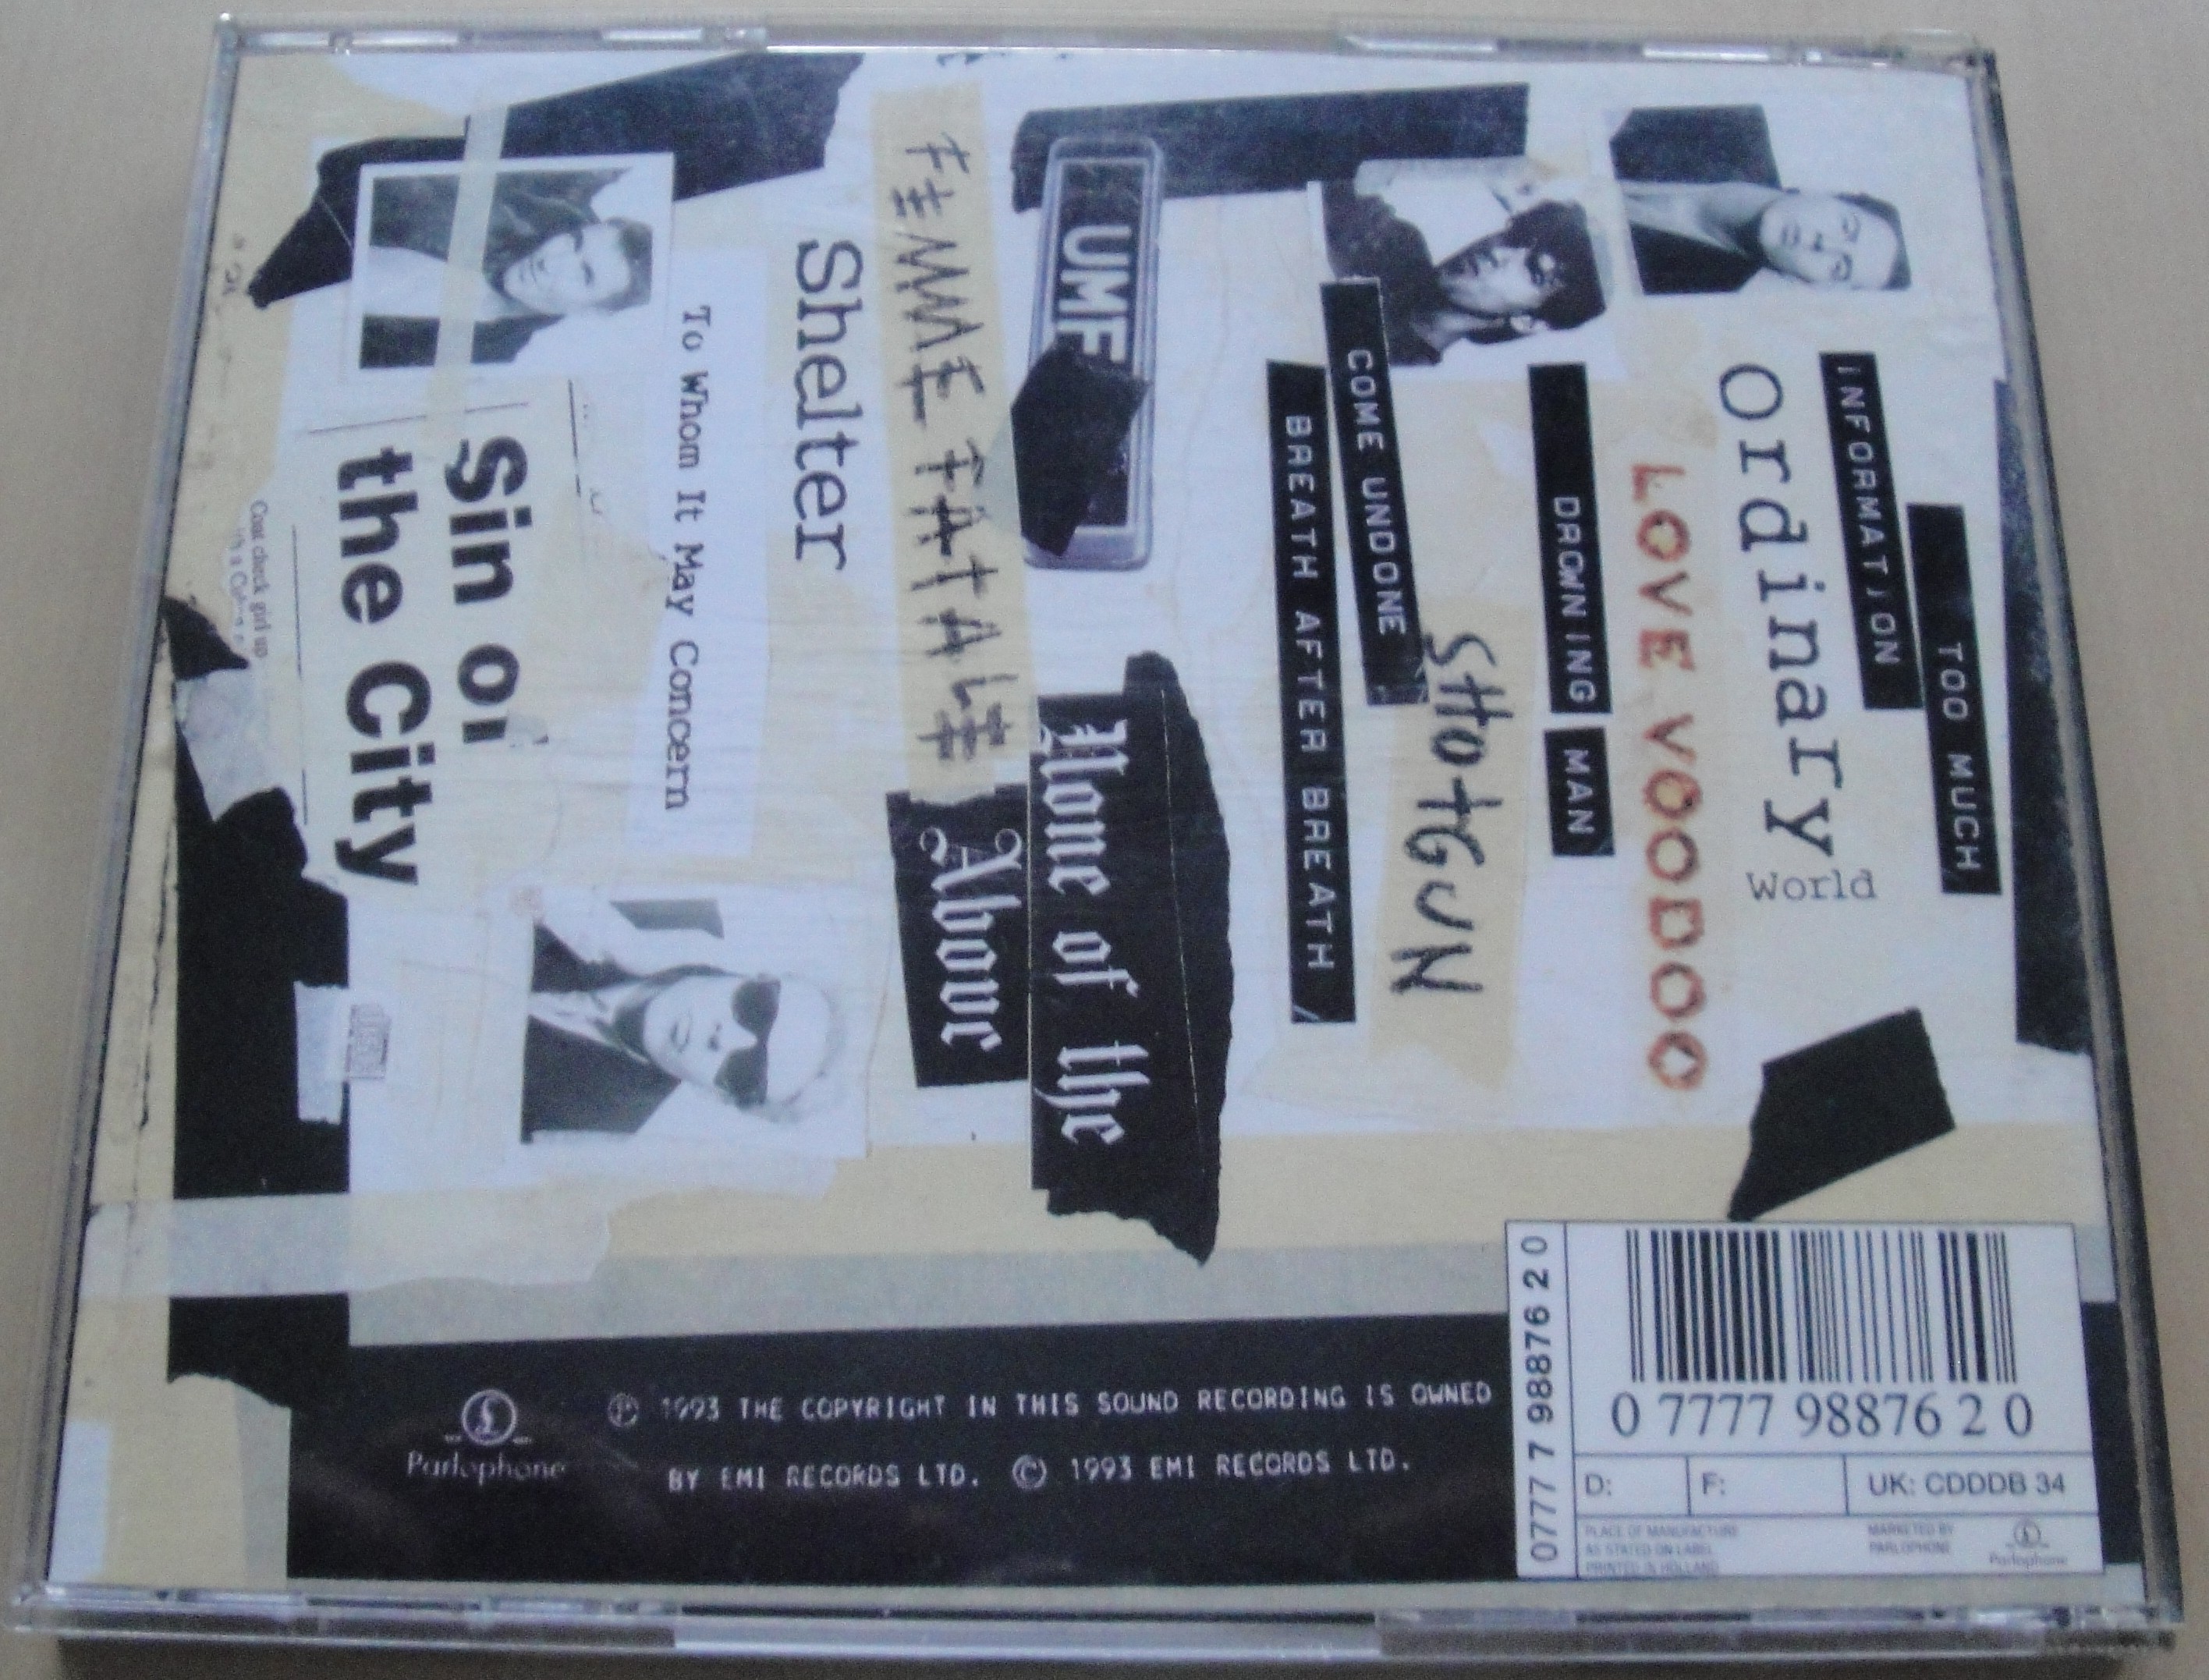 TOO MUCH
INFORMATION
Ordinary
World
LOVE VOODOO
DROWNING MAN
SHOTGUN
COME UNDONE
BREATH AFTER BREATH
UMF
None of the
Above
FEMME FATALE
Shelter
To Whom It May Concern
Sin of
the City
Coat check girl up
Parlophone
Ⓟ 1993 THE COPYRIGHT IN THIS SOUND RECORDING IS OWNED
BY EMI RECORDS LTD. © 1993 EMI RECORDS LTD.
0777 7 98876 2 0
0 7777 98876 2 0
D:
F:
UK: CDDDB 34
PLACE OF MANUFACTURE
AS STATED ON LABEL
PRINTED IN HOLLAND
MARKETED BY
PARLOPHONE
Parlophone